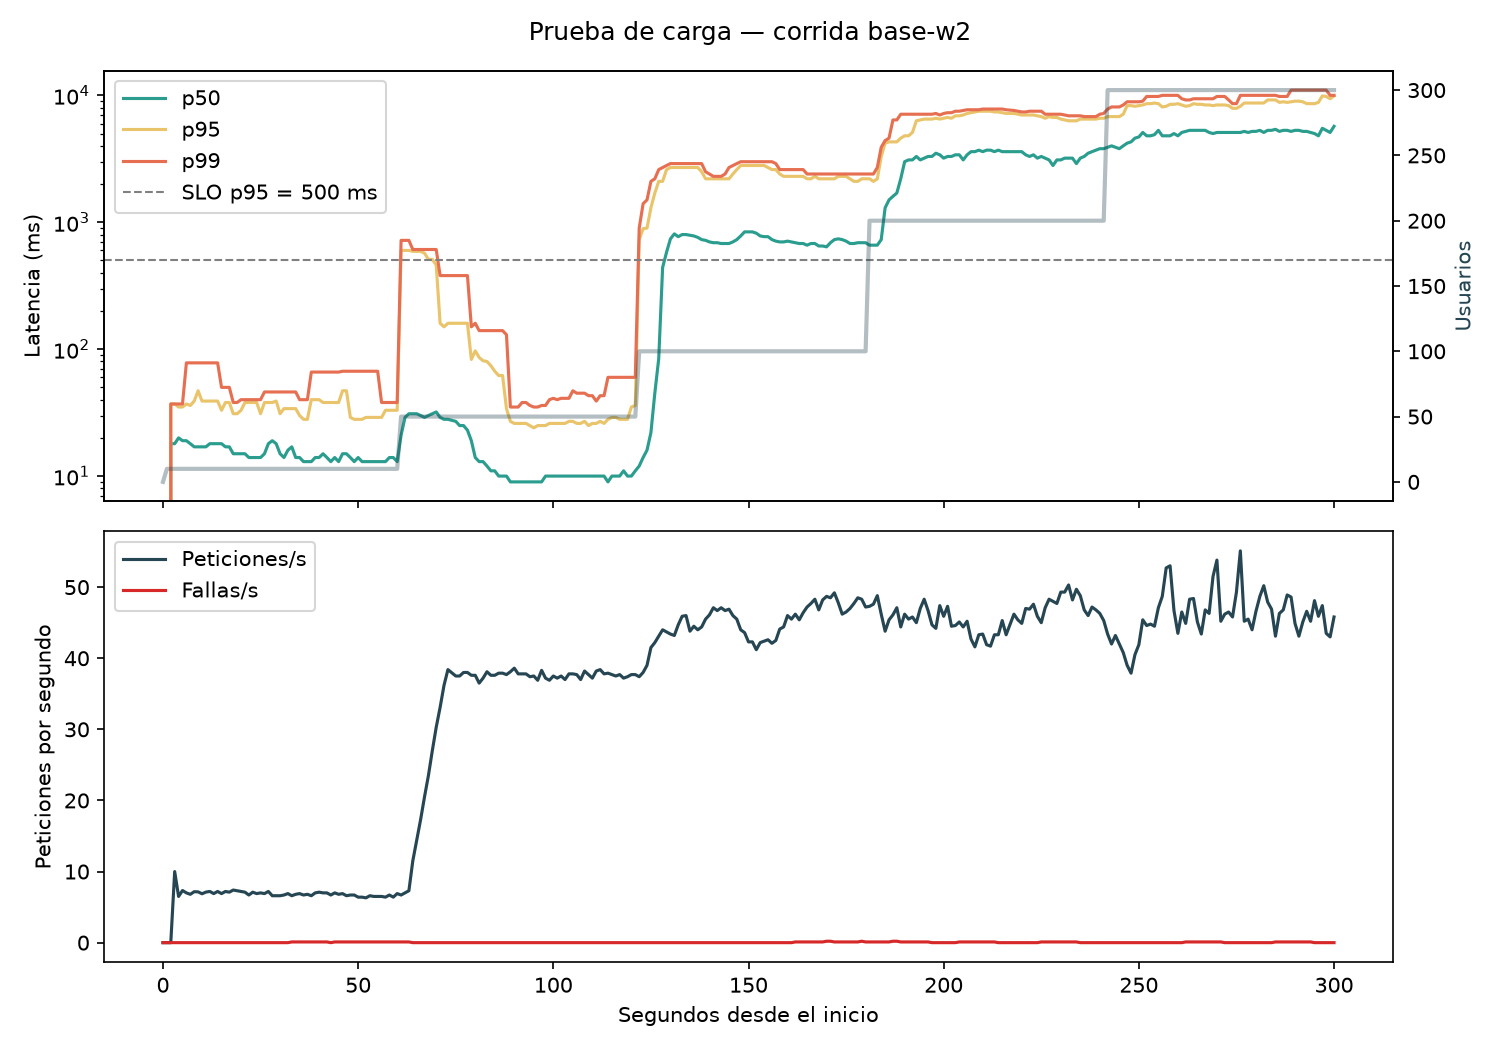 Prueba de carga — corrida base-w2
p50
p95
p99
SLO p95 = 500 ms
Latencia (ms)
10^4
10^3
10^2
10^1
300
250
200
150
100
50
0
Usuarios
Peticiones/s
Fallas/s
Peticiones por segundo
50
40
30
20
10
0
0 50 100 150 200 250 300
Segundos desde el inicio